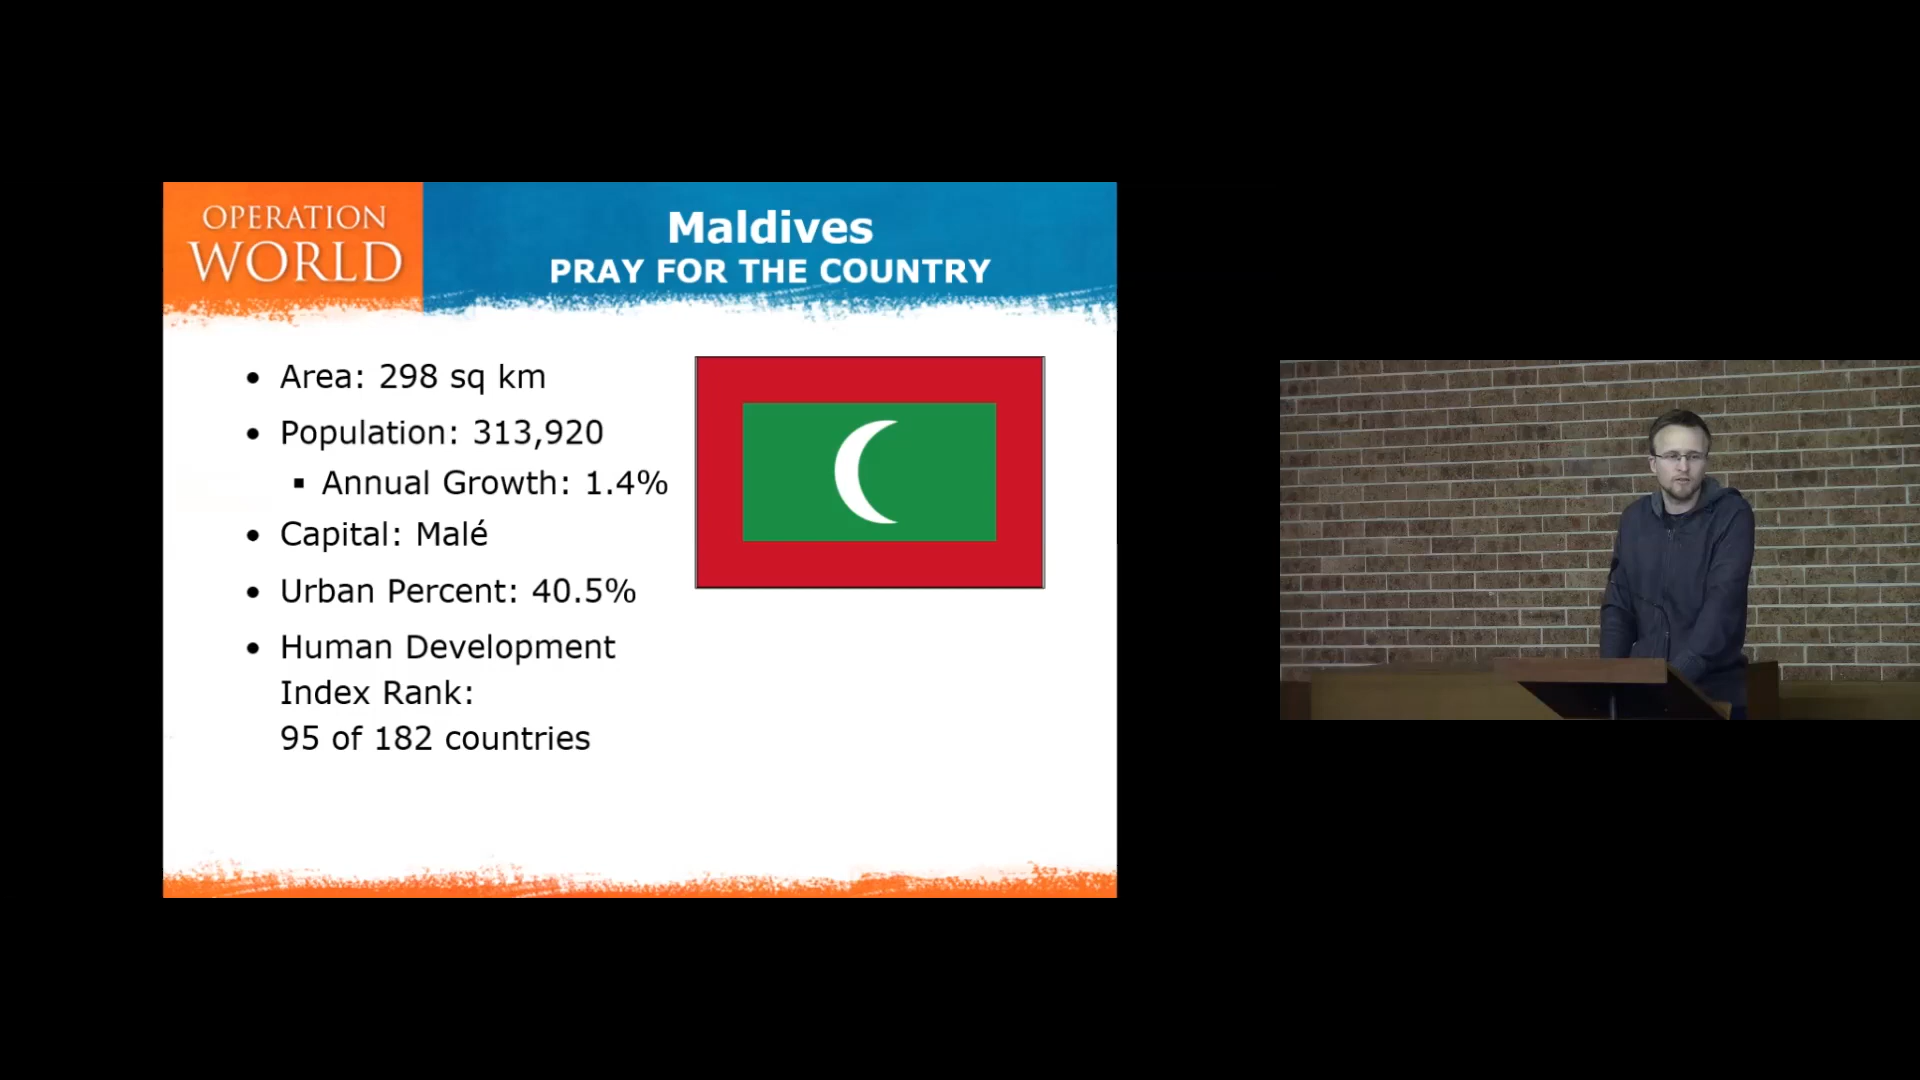 OPERATION
WORLD
Maldives
PRAY FOR THE COUNTRY
• Area: 298 sq km
• Population: 313,920
▪ Annual Growth: 1.4%
• Capital: Malé
• Urban Percent: 40.5%
• Human Development
Index Rank:
95 of 182 countries